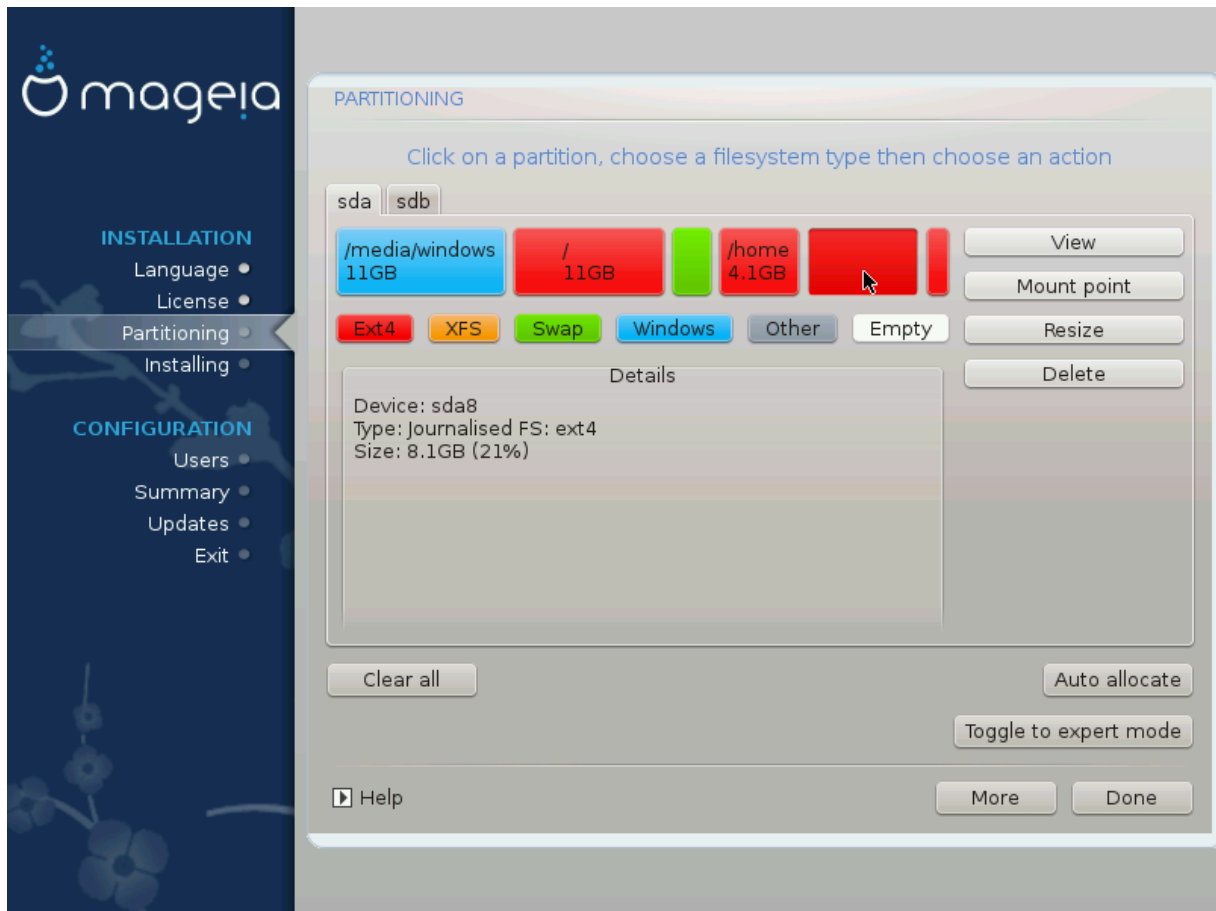 mageia
PARTITIONING
Click on a partition, choose a filesystem type then choose an action
sda sdb
INSTALLATION
Language
License
Partitioning
Installing
CONFIGURATION
Users
Summary
Updates
Exit
/media/windows
11GB
/
11GB
/home
4.1GB
View
Mount point
Resize
Delete
Ext4 XFS Swap Windows Other Empty
Details
Device: sda8
Type: Journalised FS: ext4
Size: 8.1GB (21%)
Clear all
Auto allocate
Toggle to expert mode
Help
More
Done